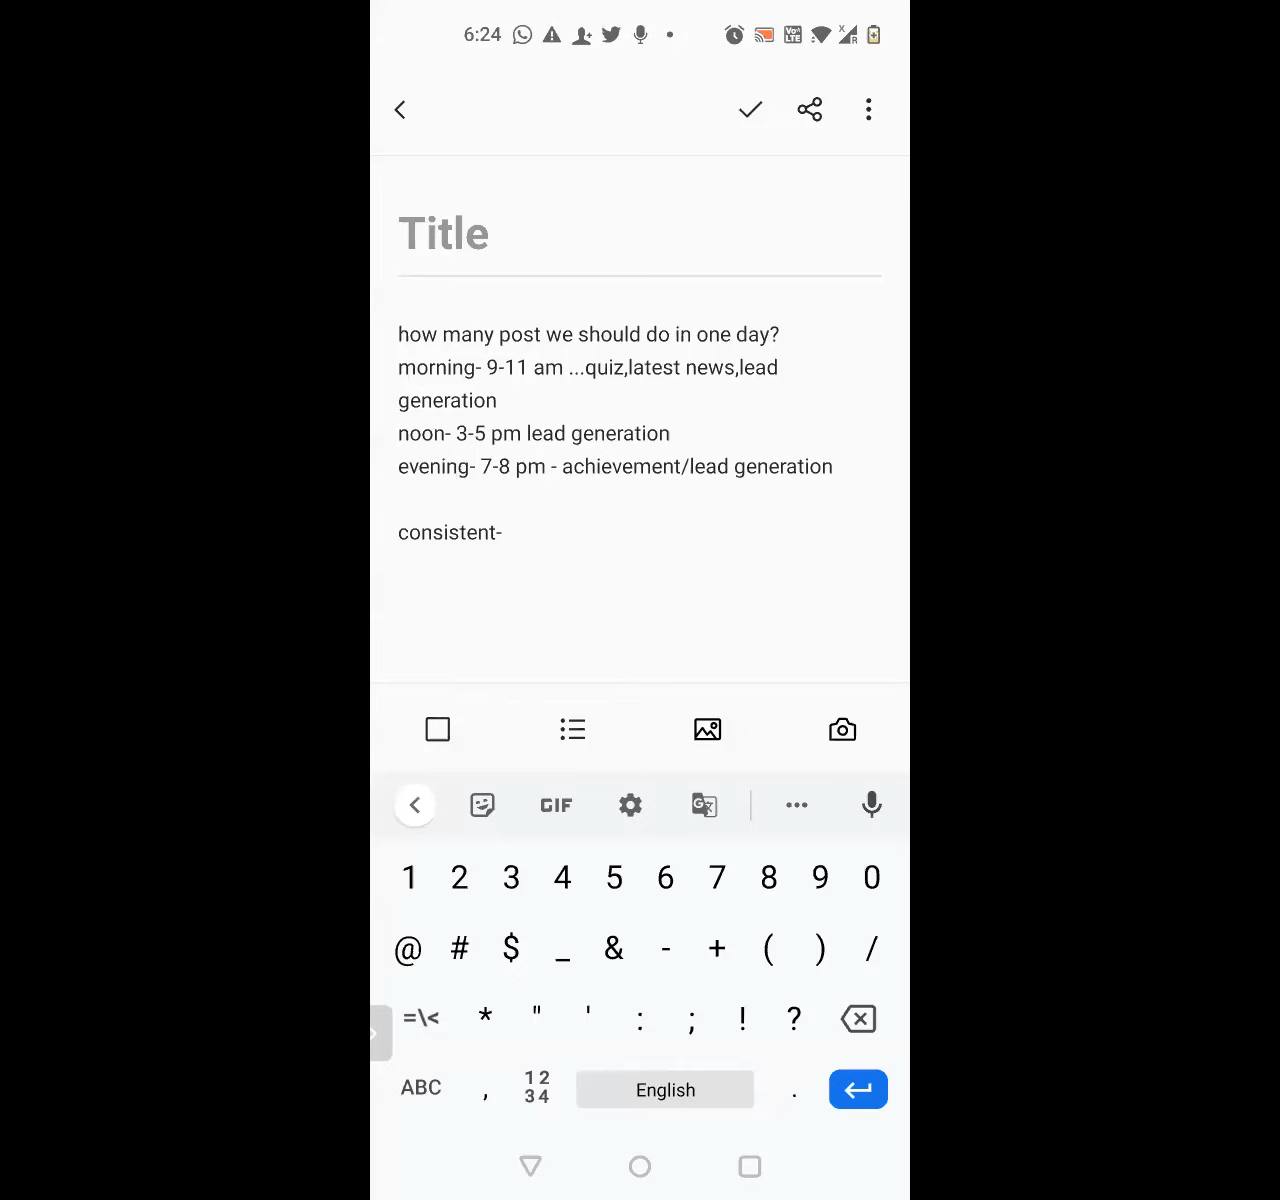 6:24
Title
how many post we should do in one day?
morning- 9-11 am ...quiz,latest news,lead
generation
noon- 3-5 pm lead generation
evening- 7-8 pm - achievement/lead generation
consistent-
GIF
1 2 3 4 5 6 7 8 9 0
@ # $ _ & - + ( ) /
=\< * " ' : ; ! ?
ABC , 12 34 English .